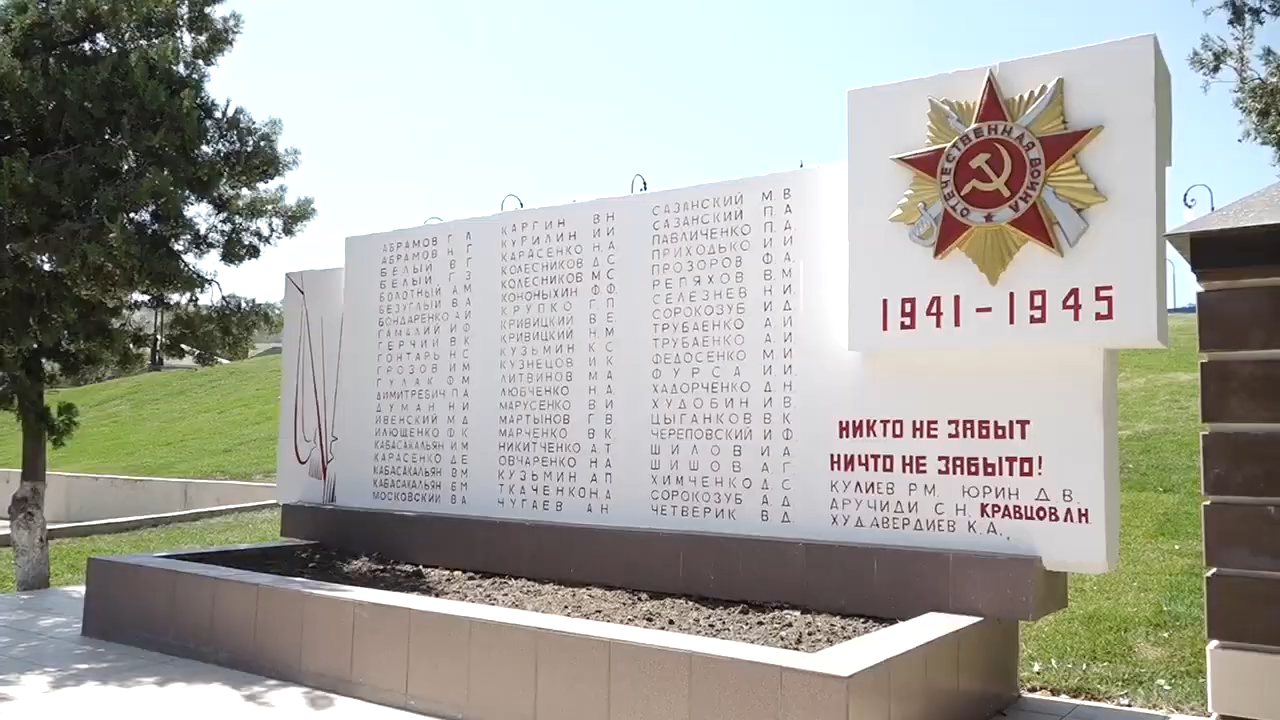 АБРАМОВ Г. Л
АБРАМОВ Н. Г
БЕЛЫЙ В Г
БЕЛЫЙ Г З
БОЛОТНЫЙ А М
БЕЗУГЛЫЙ В А
БОНДАРЕНКО А И
ГАМАЛИЙ И Ф
ГЕРЧИЙ В К
ГОНТАРЬ Н С
ГРОЗОВ И М
ГУЛАК Ф М
ДИМИТРЕВИЧ П А
ДУМАН Н И
ИВЕНСКИЙ М Д
ИЛЮЩЕНКО Ф К
КАБАСАКАЛЬЯН И М
КАРАСЕНКО Д Е
КАБАСАКАЛЬЯН В М
КАБАСАКАЛЬЯН Б М
МОСКОВСКИЙ В А
КАРГИН В Н
КУРИЛИН И И
КАРАСЕНКО Н. А.
КОЛЕСНИКОВ Д С
КОЛЕСНИКОВ М С
КОНОНЫХИН Ф Ф
КРУПКО Г П
КРИВИЦКИЙ В Е
КРИВИЦКИЙ Н М
КУЗЬМИН К С
КУЗНЕЦОВ И К
ЛИТВИНОВ М А
ЛЮБЧЕНКО Н А
МАРУСЕНКО В И
МАРТЫНОВ Г В
МАРЧЕНКО В К
НИКИТЧЕНКО А. Т
ОВЧАРЕНКО Н А
КУЗЬМИН А П
ТКАЧЕНКО Н. А
ЧУГАЕВ А Н
САЗАНСКИЙ М. В
САЗАНСКИЙ П. А
ПАВЛИЧЕНКО П. А.
ПРИХОДЬКО И И
ПРОЗОРОВ Ф А
РЕПЯХОВ В. М
СЕЛЕЗНЕВ Н И
СОРОКОЗУБ И Д
ТРУБАЕНКО А И
ТРУБАЕНКО А. И
ФЕДОСЕНКО М И
ФУРСА И И
ХАДОРЧЕНКО Д. Н
ХУДОБИН И В
ЦЫГАНКОВ В К
ЧЕРЕПОВСКИЙ И Ф
ШИЛОВ И А
ШИШОВ А. Г.
ХИМЧЕНКО Д. С
СОРОКОЗУБ А. Д
ЧЕТВЕРИК В Д
ОТЕЧЕСТВЕННАЯ ВОЙНА
1941-1945
НИКТО НЕ ЗАБЫТ
НИЧТО НЕ ЗАБЫТО!
КУЛИЕВ Р М. ЮРИН Д. В.
АРУЧИДИ С Н. КРАВЦОВ Л.Н.
ХУДАВЕРДИЕВ К. А.